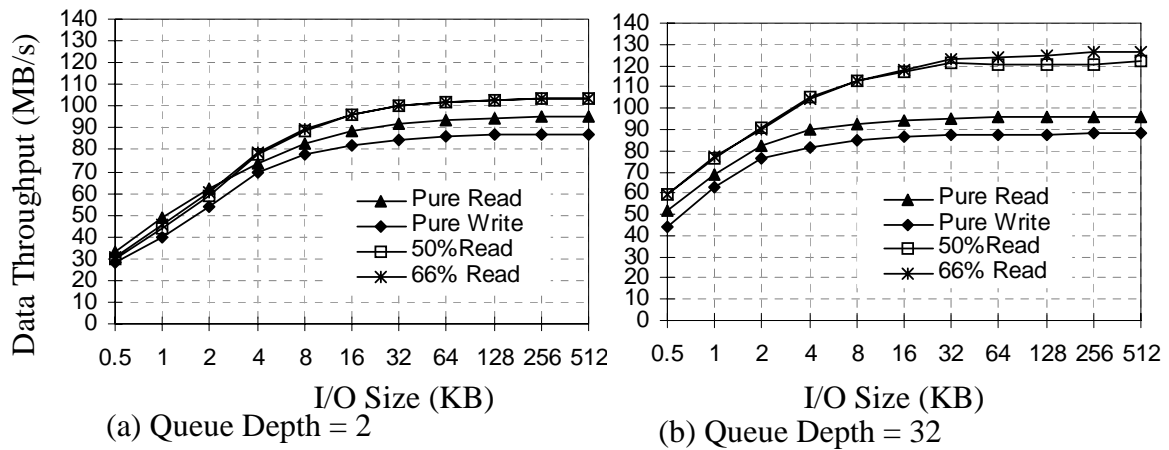 Data Throughput (MB/s)
140
130
120
110
100
90
80
70
60
50
40
30
20
10
0
Pure Read
Pure Write
50%Read
66% Read
0.5 1 2 4 8 16 32 64 128 256 512
I/O Size (KB)
(a) Queue Depth = 2
140
130
120
110
100
90
80
70
60
50
40
30
20
10
0
Pure Read
Pure Write
50%Read
66% Read
0.5 1 2 4 8 16 32 64 128 256 512
I/O Size (KB)
(b) Queue Depth = 32